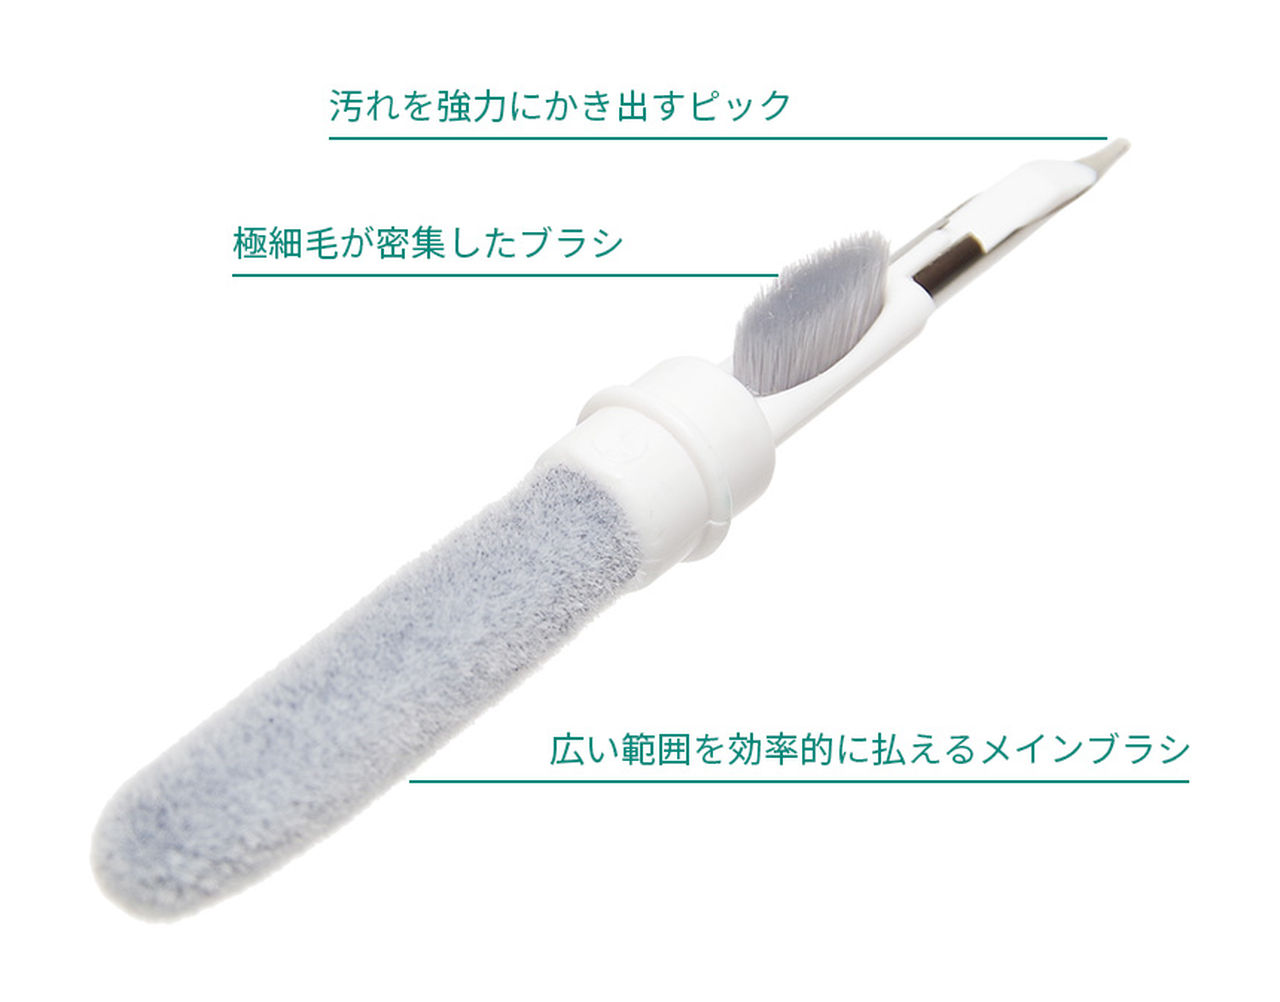 汚れを強力にかき出すピック
極細毛が密集したブラシ
広い範囲を効率的に払えるメインブラシ